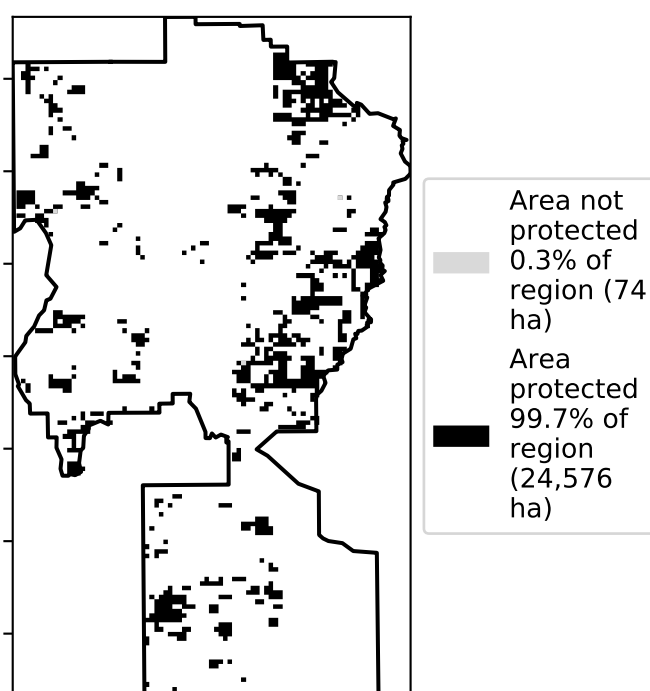 Area not
protected
0.3% of
region (74
ha)
Area
protected
99.7% of
region
(24,576
ha)